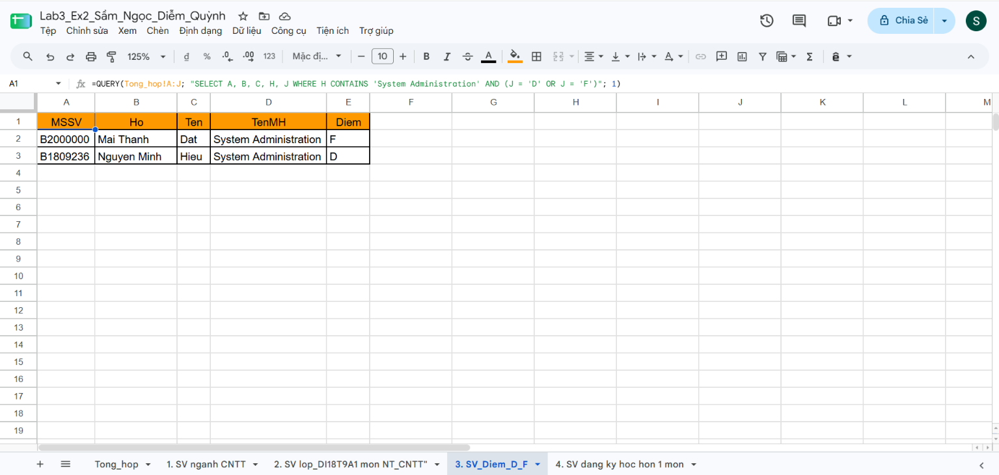 Lab3_Ex2_Sầm_Ngọc_Diễm_Quỳnh
Tệp Chỉnh sửa Xem Chèn Định dạng Dữ liệu Công cụ Tiện ích Trợ giúp
Chia Sẻ
S
125% đ % .0 .00 123 Mặc đị... 10 B I A
A1 fx =QUERY(Tong_hop!A:J; "SELECT A, B, C, H, J WHERE H CONTAINS 'System Administration' AND (J = 'D' OR J = 'F')"; 1)
A B C D E F G H I J K L M
1 MSSV Ho Ten TenMH Diem
2 B2000000 Mai Thanh Dat System Administration F
3 B1809236 Nguyen Minh Hieu System Administration D
4
5
6
7
8
9
10
11
12
13
14
15
16
17
18
19
Tong_hop 1. SV nganh CNTT 2. SV lop_DI18T9A1 mon NT_CNTT" 3. SV_Diem_D_F 4. SV dang ky hoc hon 1 mon